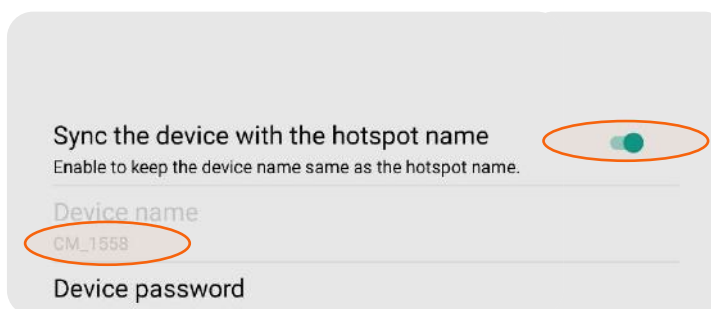 Sync the device with the hotspot name
Enable to keep the device name same as the hotspot name.
Device name
CM_1558
Device password